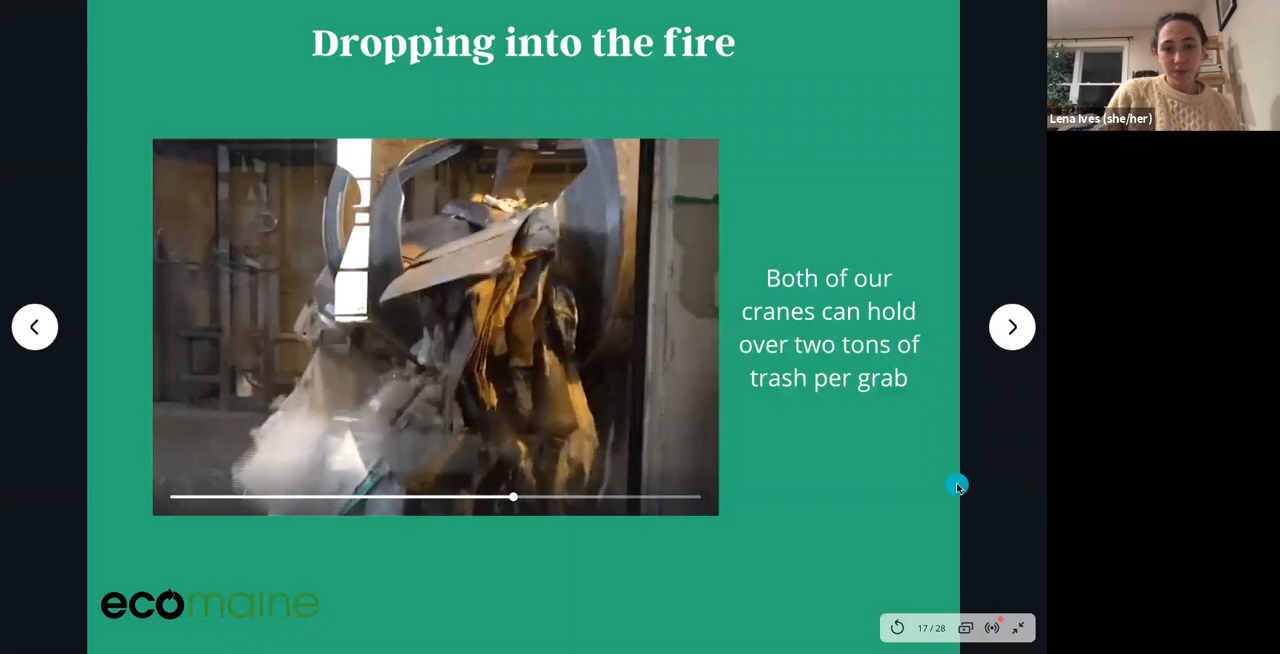 Dropping into the fire
Lena Ives (she/her)
Both of our
cranes can hold
over two tons of
trash per grab
ecomaine
17 / 28